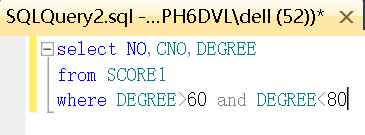 SQLQuery2.sql -...PH6DVL\dell (52))*
select NO,CNO,DEGREE
from SCORE1
where DEGREE>60 and DEGREE<80